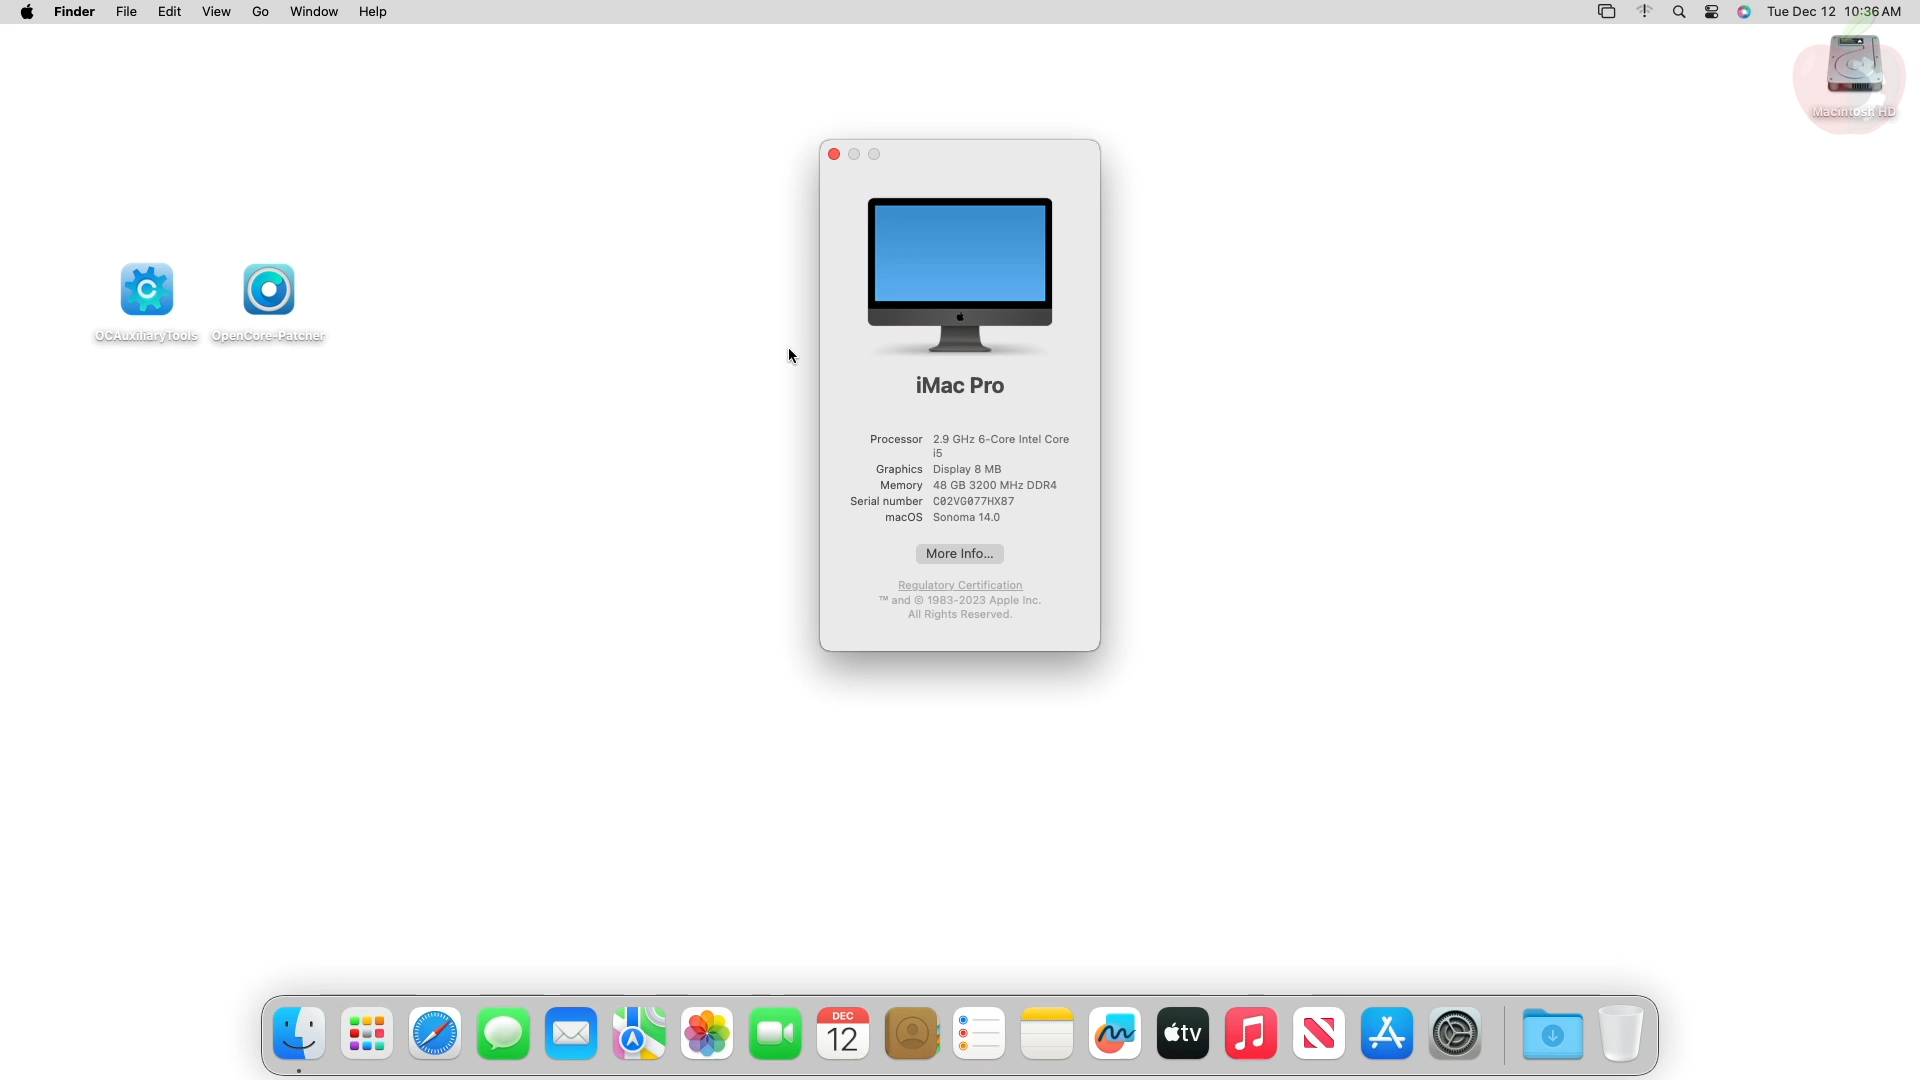 Finder File Edit View Go Window Help Tue Dec 12 10:36 AM
Macintosh HD
OCAuxiliaryTools OpenCore-Patcher
iMac Pro
Processor 2.9 GHz 6-Core Intel Core
i5
Graphics Display 8 MB
Memory 48 GB 3200 MHz DDR4
Serial number C02VG077HX87
macOS Sonoma 14.0
More Info...
Regulatory Certification
™ and © 1983-2023 Apple Inc.
All Rights Reserved.
DEC
12
tv